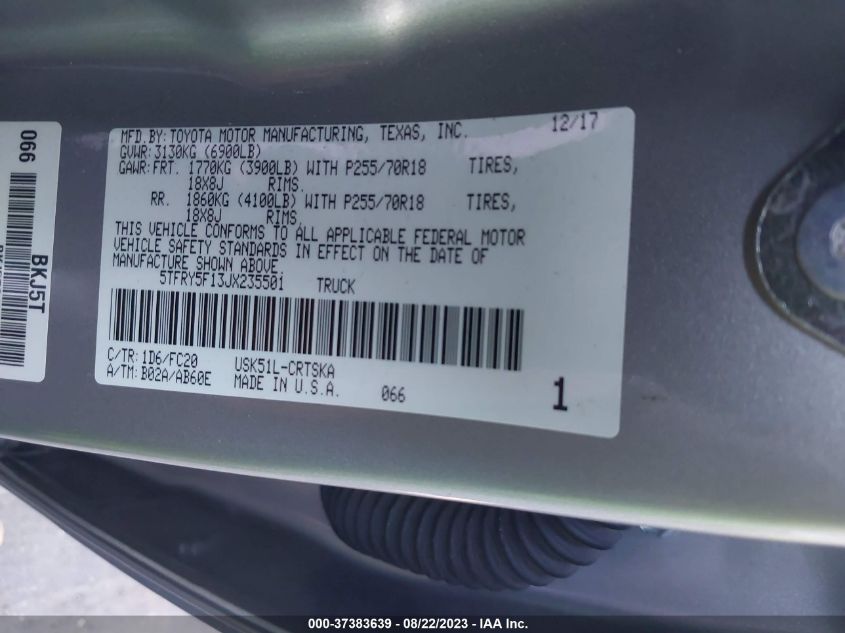 066
BKJ5T
MFD.BY:TOYOTA MOTOR MANUFACTURING, TEXAS, INC. 12/17
GVWR:3130KG (6900LB)
GAWR:FRT. 1770KG (3900LB) WITH P255/70R18 TIRES,
18X8J RIMS.
RR. 1860KG (4100LB) WITH P255/70R18 TIRES,
18X8J RIMS.
THIS VEHICLE CONFORMS TO ALL APPLICABLE FEDERAL MOTOR
VEHICLE SAFETY STANDARDS IN EFFECT ON THE DATE OF
MANUFACTURE SHOWN ABOVE.
5TFRY5F13JX235501 TRUCK
C/TR:1D6/FC20 USK51L-CRTSKA
A/TM:B02A/AB60E MADE IN U.S.A. 066 1
000-37383639 - 08/22/2023 - IAA Inc.